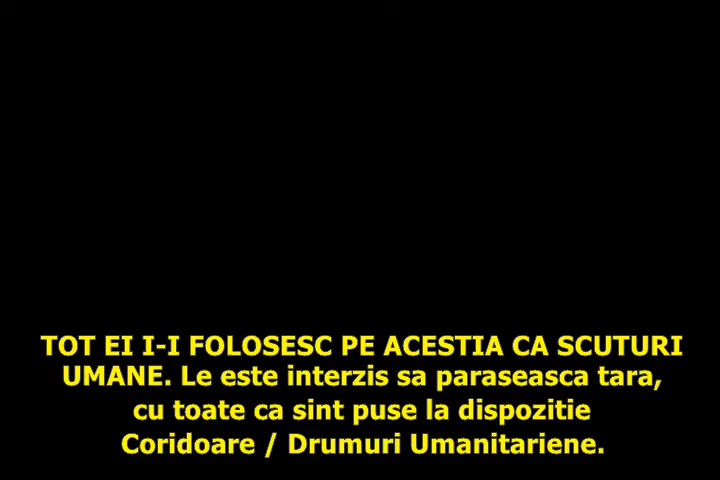 TOT EI I-I FOLOSESC PE ACESTIA CA SCUTURI
UMANE. Le este interzis sa paraseasca tara,
cu toate ca sint puse la dispozitie
Coridoare / Drumuri Umanitariene.